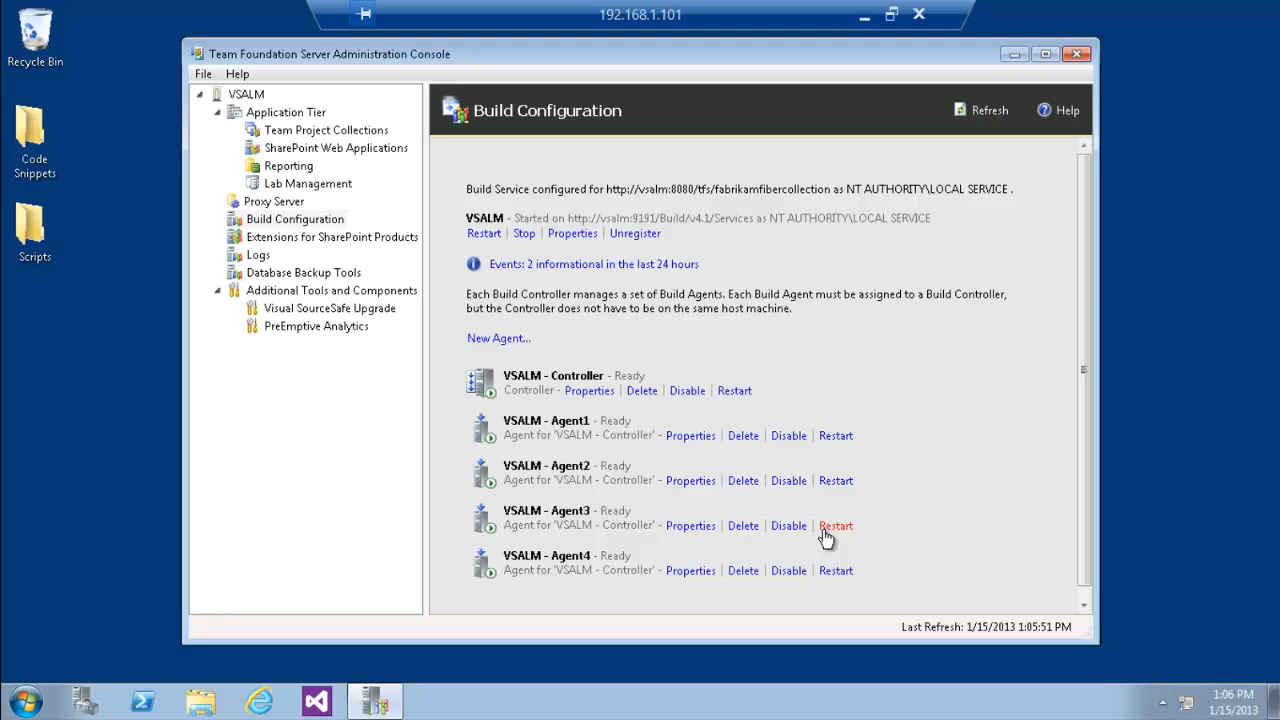 192.168.1.101
Recycle Bin
Code
Snippets
Scripts
Team Foundation Server Administration Console
File Help
VSALM
Application Tier
Team Project Collections
SharePoint Web Applications
Reporting
Lab Management
Proxy Server
Build Configuration
Extensions for SharePoint Products
Logs
Database Backup Tools
Additional Tools and Components
Visual SourceSafe Upgrade
PreEmptive Analytics
Build Configuration
Refresh Help
Build Service configured for http://vsalm:8080/tfs/fabrikamfibercollection as NT AUTHORITY\LOCAL SERVICE .
VSALM - Started on http://vsalm:9191/Build/v4.1/Services as NT AUTHORITY\LOCAL SERVICE
Restart | Stop | Properties | Unregister
Events: 2 informational in the last 24 hours
Each Build Controller manages a set of Build Agents. Each Build Agent must be assigned to a Build Controller,
but the Controller does not have to be on the same host machine.
New Agent...
VSALM - Controller - Ready
Controller - Properties | Delete | Disable | Restart
VSALM - Agent1 - Ready
Agent for 'VSALM - Controller' - Properties | Delete | Disable | Restart
VSALM - Agent2 - Ready
Agent for 'VSALM - Controller' - Properties | Delete | Disable | Restart
VSALM - Agent3 - Ready
Agent for 'VSALM - Controller' - Properties | Delete | Disable | Restart
VSALM - Agent4 - Ready
Agent for 'VSALM - Controller' - Properties | Delete | Disable | Restart
Last Refresh: 1/15/2013 1:05:51 PM
1:06 PM
1/15/2013